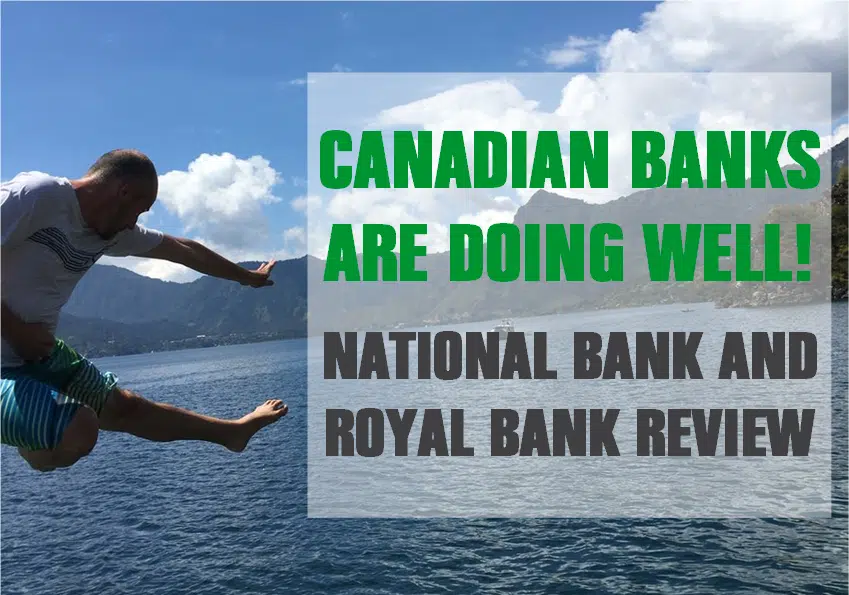 CANADIAN BANKS
ARE DOING WELL!
NATIONAL BANK AND
ROYAL BANK REVIEW